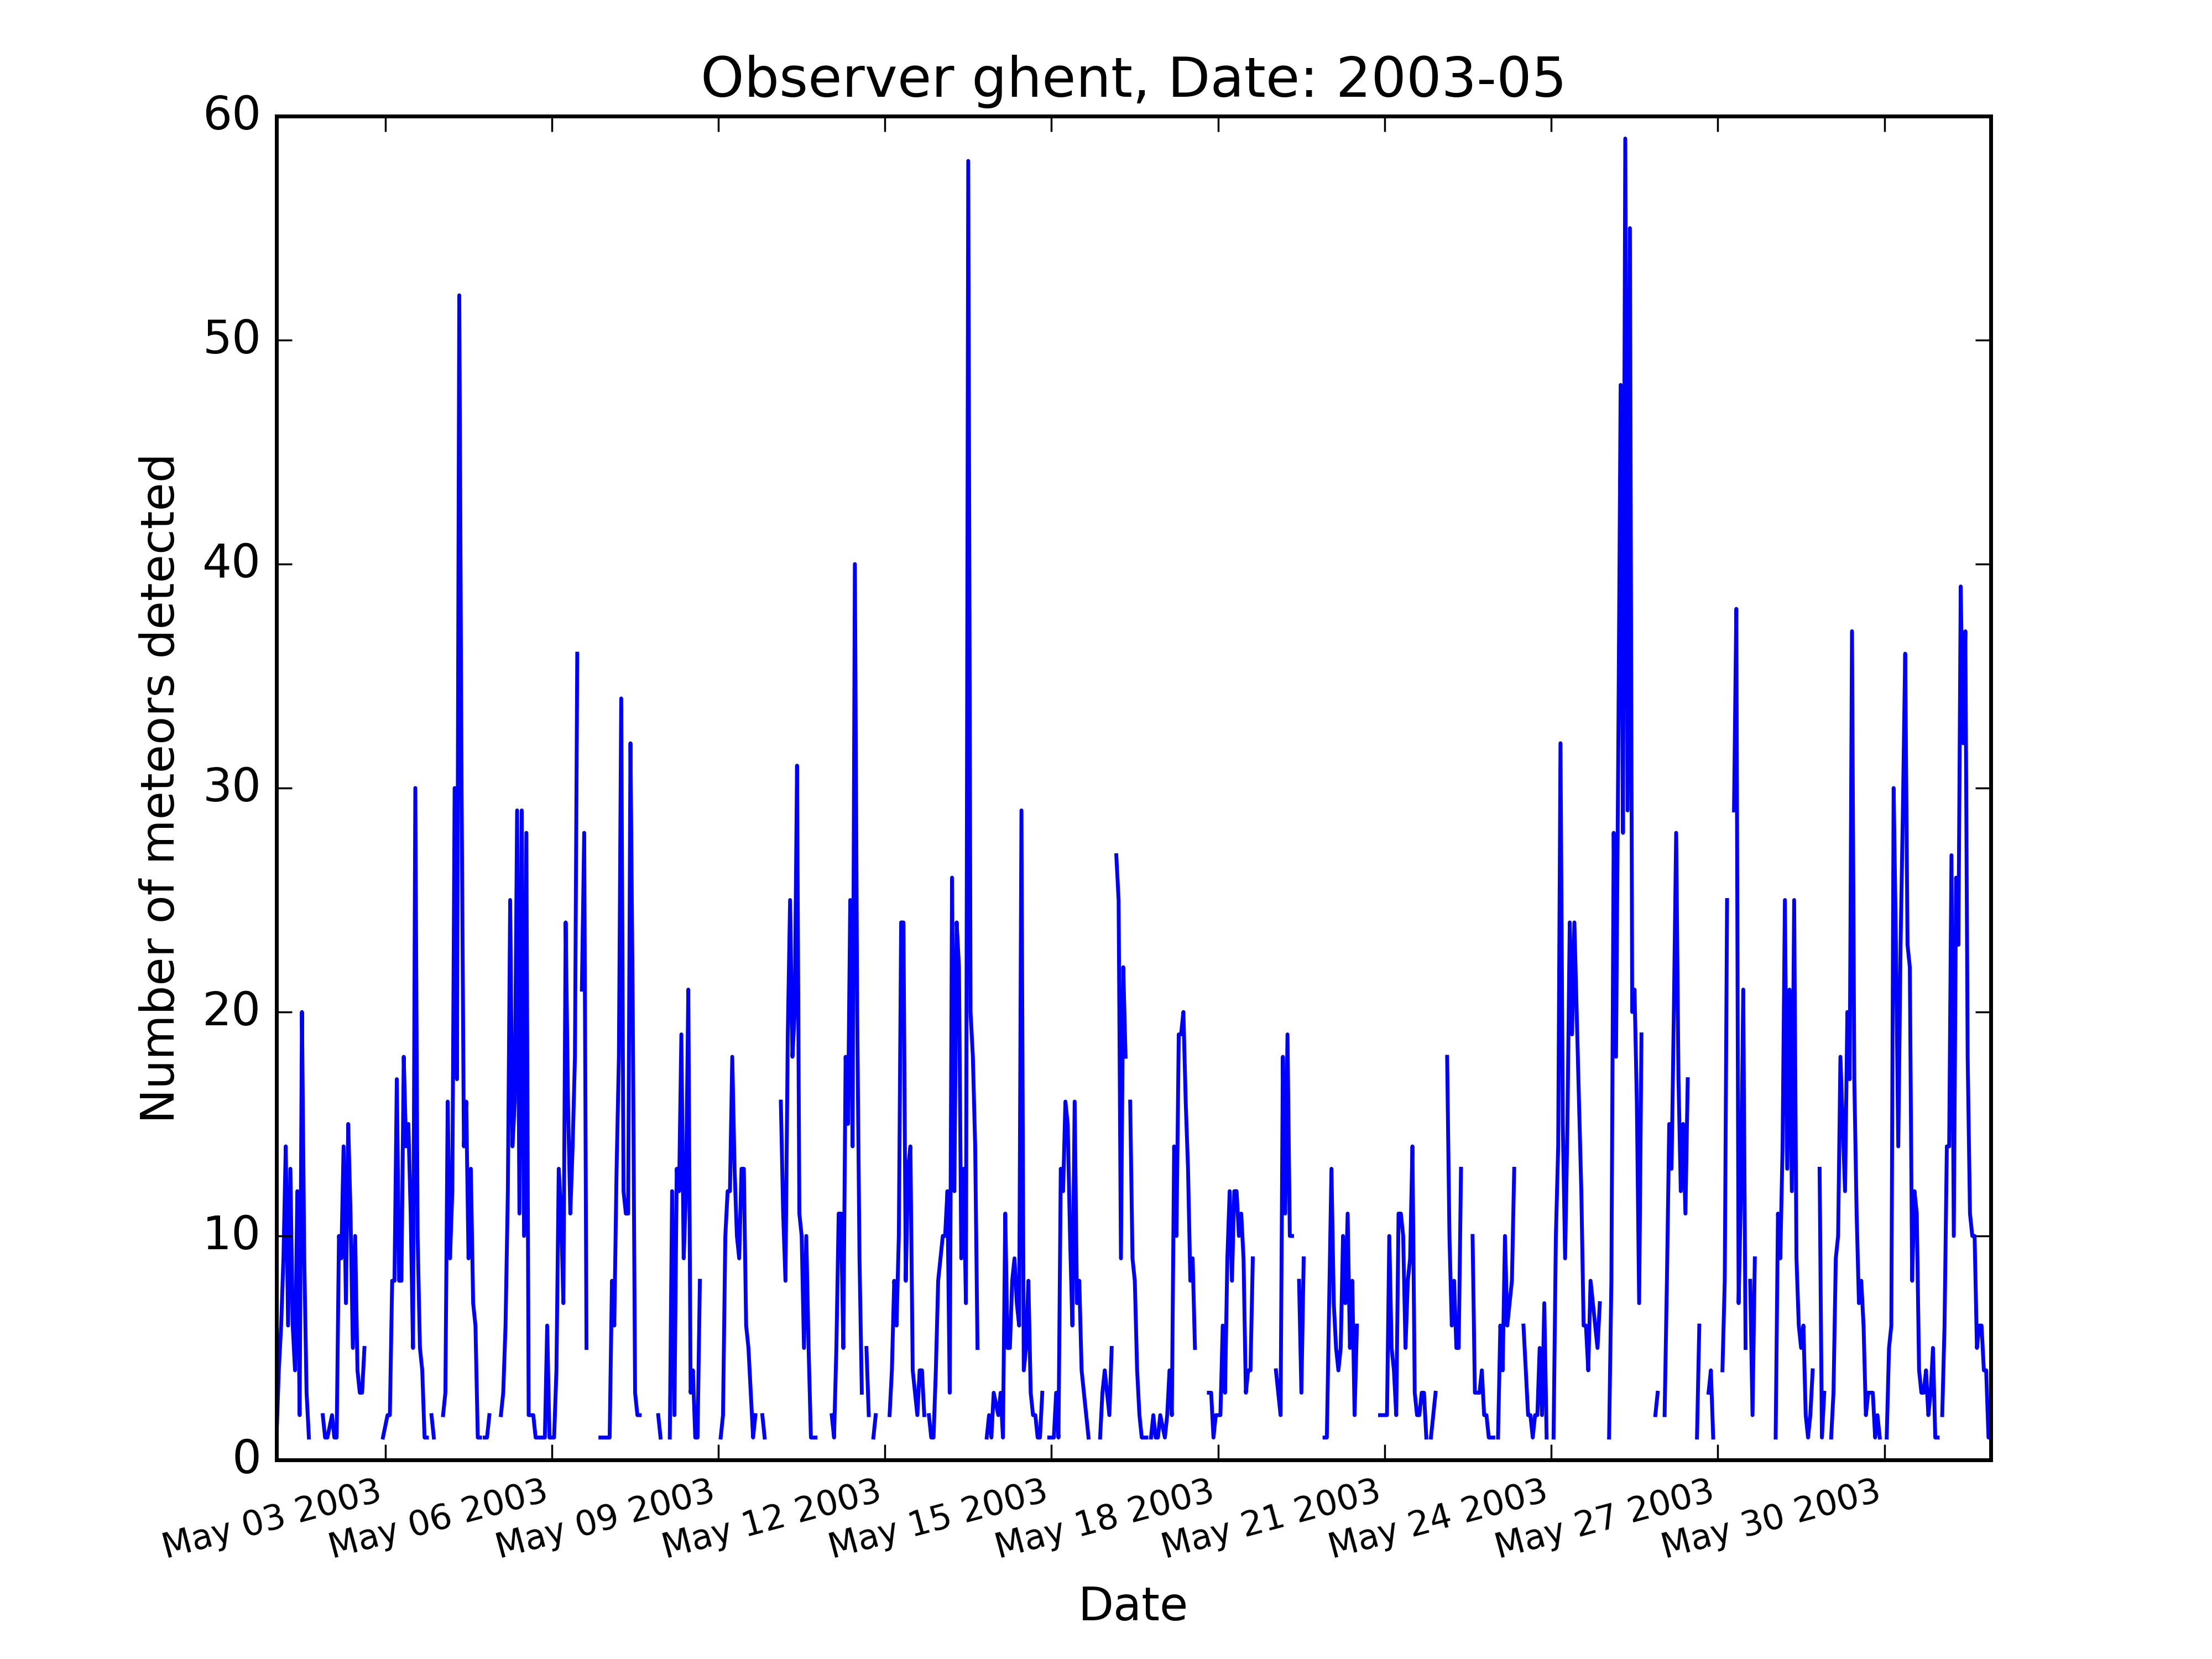 Observer ghent, Date: 2003-05
60
50
40
30
20
10
0
Number of meteors detected
May 03 2003
May 06 2003
May 09 2003
May 12 2003
May 15 2003
May 18 2003
May 21 2003
May 24 2003
May 27 2003
May 30 2003
Date